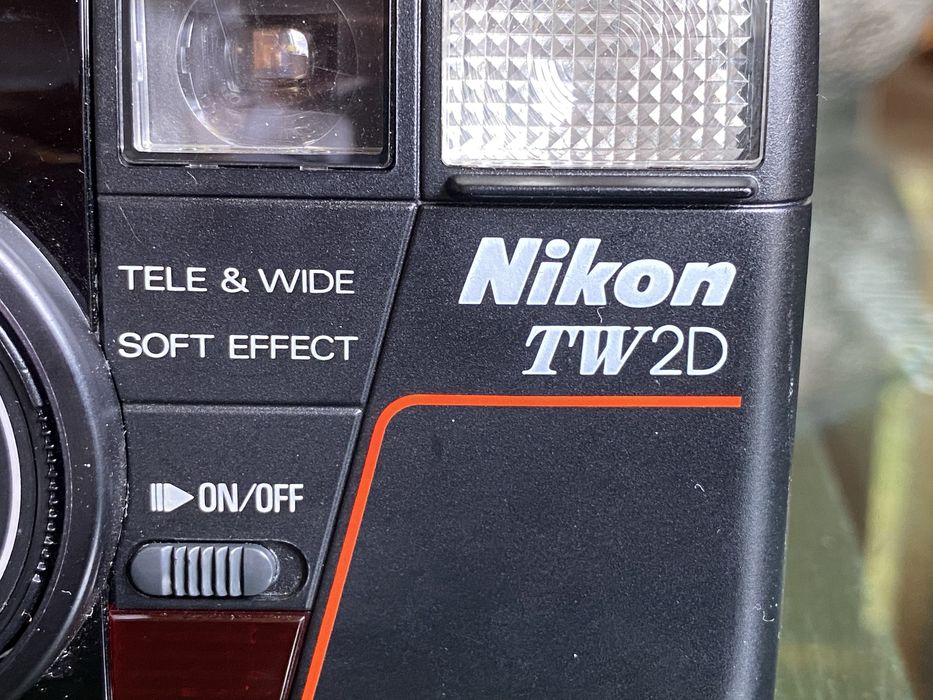 TELE & WIDE
SOFT EFFECT
Nikon
TW2D
ON/OFF